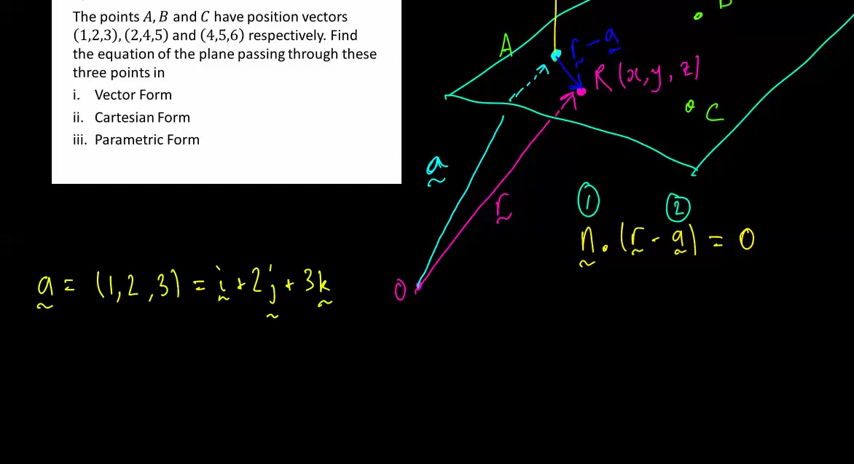 The points A, B and C have position vectors
(1,2,3), (2,4,5) and (4,5,6) respectively. Find
the equation of the plane passing through these
three points in
i. Vector Form
ii. Cartesian Form
iii. Parametric Form
A
r - a
R (x, y, z)
C
a
r
① ②
n . (r - a) = 0
a = (1, 2, 3) = i + 2j + 3k
O